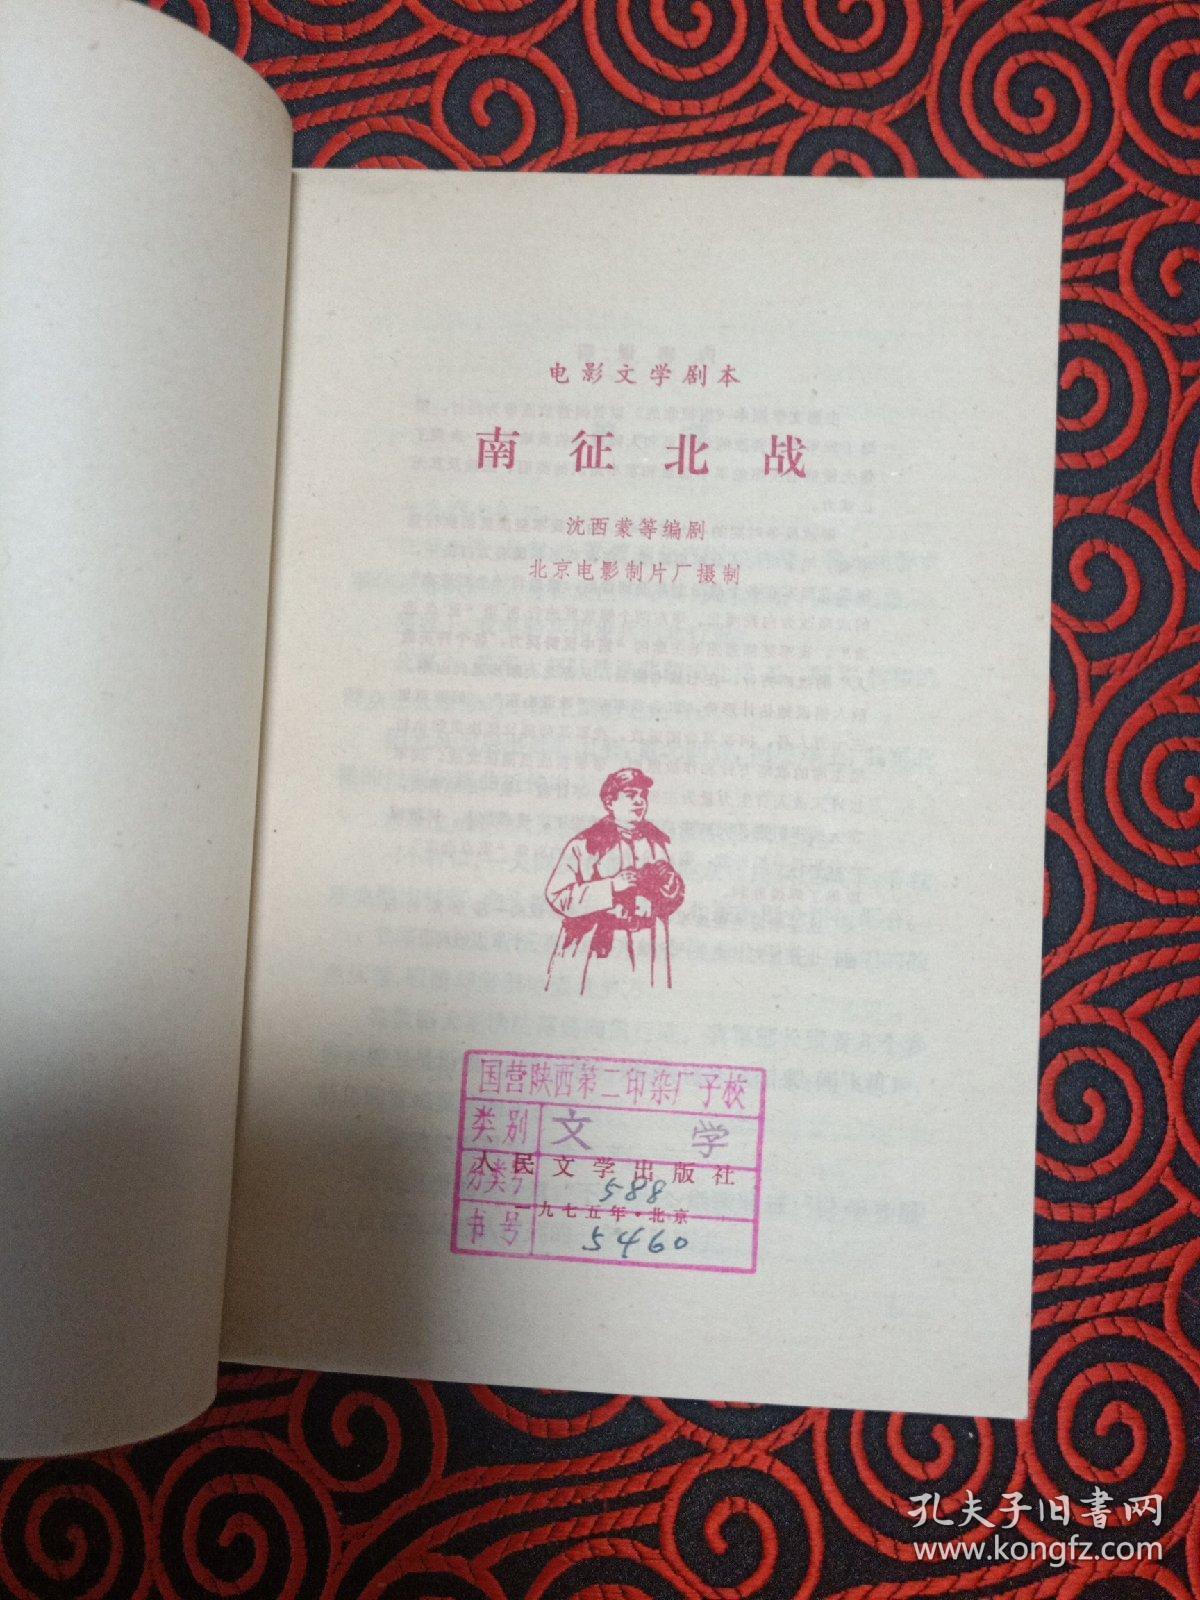 电影文学剧本
南征北战
沈西蒙等编剧
北京电影制片厂摄制
国营陕西第二印染厂子校
类别 文学
人民文学出版社
分类号 588
一九七五年·北京
书号 5460
孔夫子旧书网
www.kongfz.com